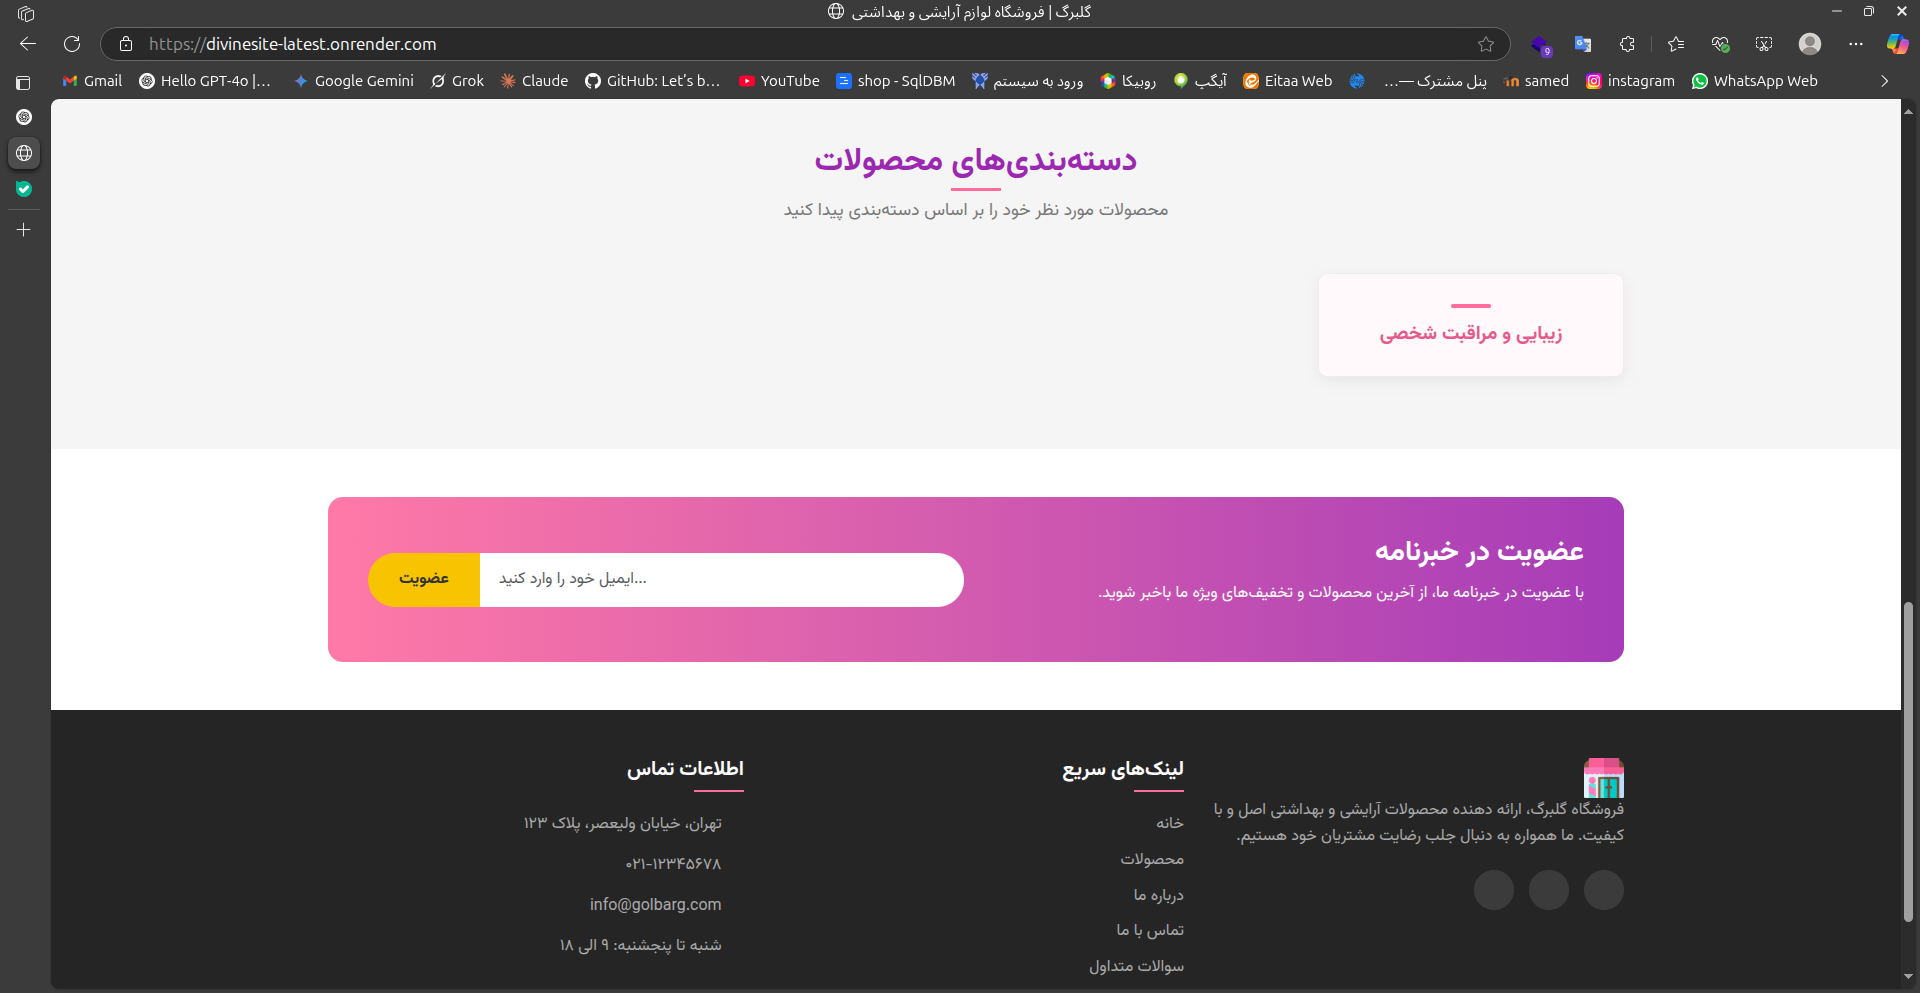 گلبرگ | فروشگاه لوازم آرایشی و بهداشتی
https://divinesite-latest.onrender.com
9
Gmail
Hello GPT-4o |...
Google Gemini
Grok
Claude
GitHub: Let's b...
YouTube
shop - SqlDBM
ورود به سیستم
روبیکا
آیگپ
Eitaa Web
پنل مشترک —...
samed
instagram
WhatsApp Web
دسته‌بندی‌های محصولات
محصولات مورد نظر خود را بر اساس دسته‌بندی پیدا کنید
زیبایی و مراقبت شخصی
عضویت در خبرنامه
با عضویت در خبرنامه ما، از آخرین محصولات و تخفیف‌های ویژه ما باخبر شوید.
ایمیل خود را وارد کنید...
عضویت
فروشگاه گلبرگ، ارائه دهنده محصولات آرایشی و بهداشتی اصل و با
کیفیت. ما همواره به دنبال جلب رضایت مشتریان خود هستیم.
لینک‌های سریع
خانه
محصولات
درباره ما
تماس با ما
سوالات متداول
اطلاعات تماس
تهران، خیابان ولیعصر، پلاک ۱۲۳
۰۲۱-۱۲۳۴۵۶۷۸
info@golbarg.com
شنبه تا پنجشنبه: ۹ الی ۱۸